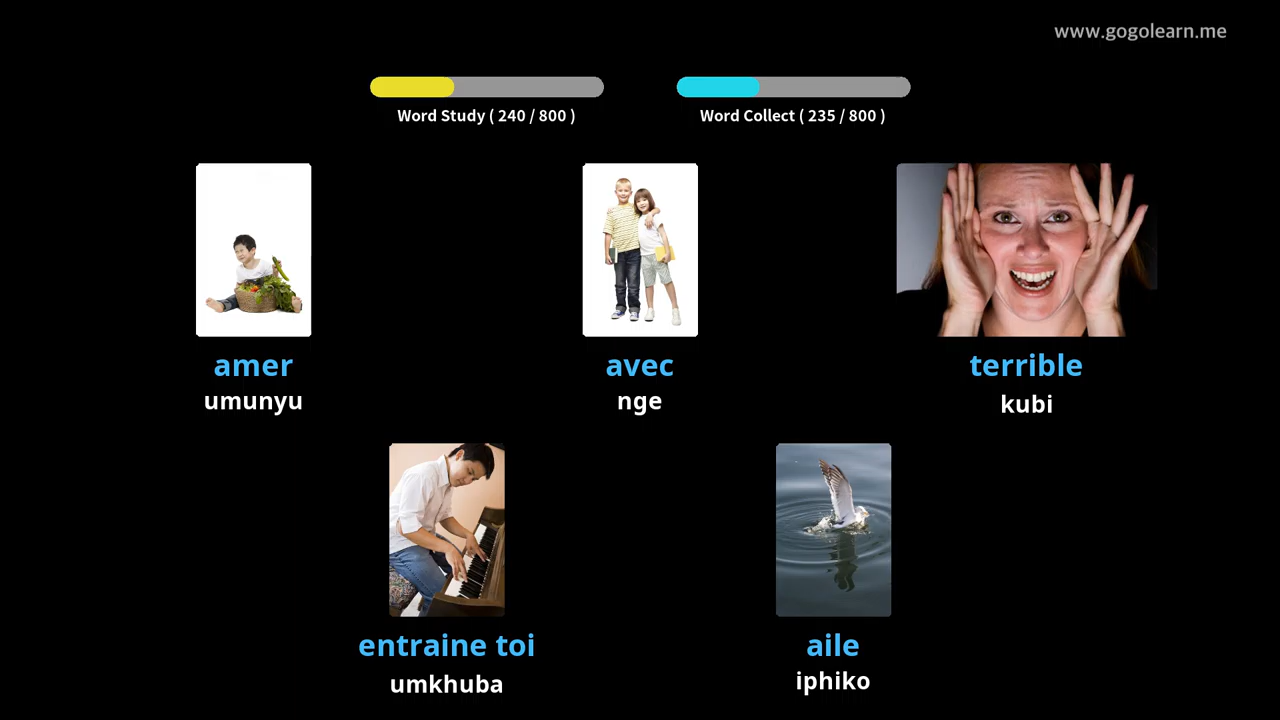 www.gogolearn.me
Word Study ( 240 / 800 )
Word Collect ( 235 / 800 )
amer
umunyu
avec
nge
terrible
kubi
entraine toi
umkhuba
aile
iphiko